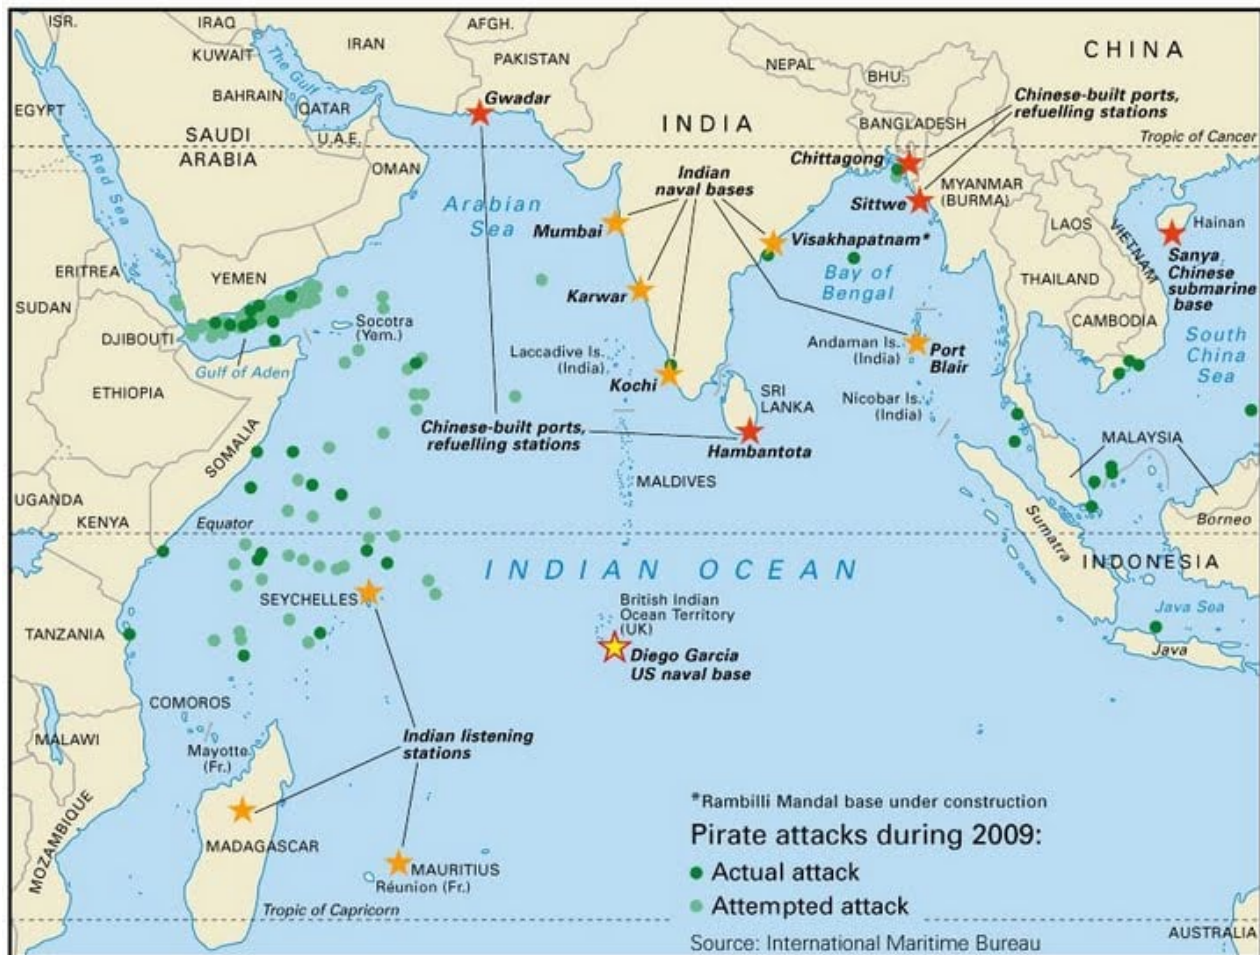 ISR.
IRAQ
AFGH.
KUWAIT
IRAN
The Gulf
PAKISTAN
NEPAL
BHU.
CHINA
EGYPT
BAHRAIN
QATAR
Gwadar
INDIA
BANGLADESH
Chinese-built ports,
refuelling stations
SAUDI
ARABIA
U.A.E.
Tropic of Cancer
OMAN
Chittagong
Red Sea
Indian
naval bases
MYANMAR
(BURMA)
Arabian
Sea
Sittwe
LAOS
VIETNAM
Hainan
Mumbai
Visakhapatnam*
Sanya
Chinese
submarine
base
ERITREA
YEMEN
Bay of
Bengal
THAILAND
SUDAN
Karwar
DJIBOUTI
Socotra
(Yem.)
CAMBODIA
Laccadive Is.
(India)
Andaman Is.
(India)
Port
Blair
South
China
Sea
Gulf of Aden
ETHIOPIA
Kochi
SRI
LANKA
Nicobar Is.
(India)
Chinese-built ports,
refuelling stations
Hambantota
MALAYSIA
SOMALIA
MALDIVES
UGANDA
KENYA
Equator
Sumatra
Borneo
INDIAN OCEAN
INDONESIA
SEYCHELLES
British Indian
Ocean Territory
(UK)
Java Sea
TANZANIA
Diego Garcia
US naval base
Java
COMOROS
MALAWI
Mayotte
(Fr.)
Indian listening
stations
MOZAMBIQUE
MADAGASCAR
MAURITIUS
Réunion (Fr.)
Tropic of Capricorn
*Rambilli Mandal base under construction
Pirate attacks during 2009:
Actual attack
Attempted attack
Source: International Maritime Bureau
AUSTRALIA